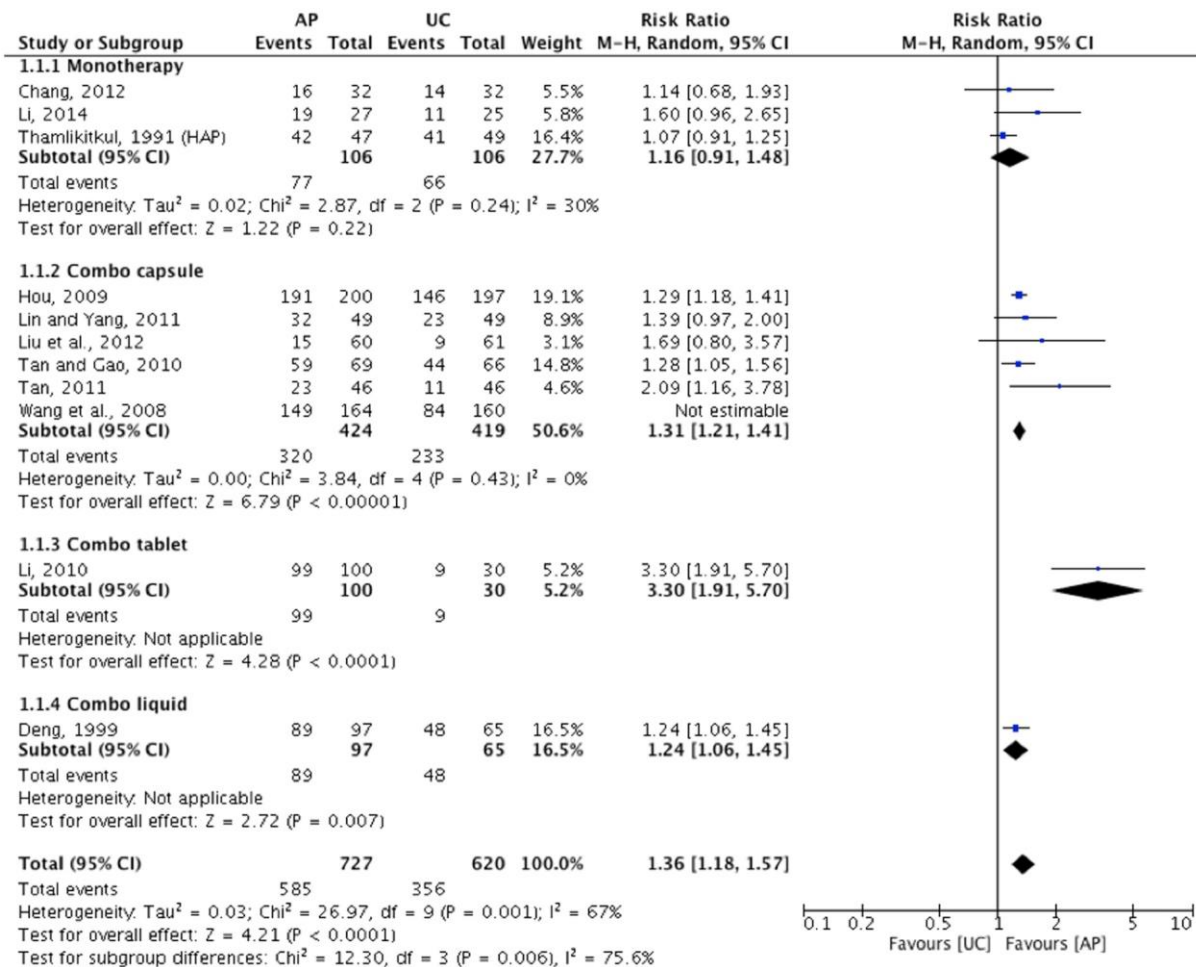 AP UC Risk Ratio Risk Ratio
Study or Subgroup Events Total Events Total Weight M-H, Random, 95% CI M-H, Random, 95% CI
1.1.1 Monotherapy
Chang, 2012 16 32 14 32 5.5% 1.14 [0.68, 1.93]
Li, 2014 19 27 11 25 5.8% 1.60 [0.96, 2.65]
Thamlikitkul, 1991 (HAP) 42 47 41 49 16.4% 1.07 [0.91, 1.25]
Subtotal (95% CI) 106 106 27.7% 1.16 [0.91, 1.48]
Total events 77 66
Heterogeneity: Tau² = 0.02; Chi² = 2.87, df = 2 (P = 0.24); I² = 30%
Test for overall effect: Z = 1.22 (P = 0.22)
1.1.2 Combo capsule
Hou, 2009 191 200 146 197 19.1% 1.29 [1.18, 1.41]
Lin and Yang, 2011 32 49 23 49 8.9% 1.39 [0.97, 2.00]
Liu et al., 2012 15 60 9 61 3.1% 1.69 [0.80, 3.57]
Tan and Gao, 2010 59 69 44 66 14.8% 1.28 [1.05, 1.56]
Tan, 2011 23 46 11 46 4.6% 2.09 [1.16, 3.78]
Wang et al., 2008 149 164 84 160 Not estimable
Subtotal (95% CI) 424 419 50.6% 1.31 [1.21, 1.41]
Total events 320 233
Heterogeneity: Tau² = 0.00; Chi² = 3.84, df = 4 (P = 0.43); I² = 0%
Test for overall effect: Z = 6.79 (P < 0.00001)
1.1.3 Combo tablet
Li, 2010 99 100 9 30 5.2% 3.30 [1.91, 5.70]
Subtotal (95% CI) 100 30 5.2% 3.30 [1.91, 5.70]
Total events 99 9
Heterogeneity: Not applicable
Test for overall effect: Z = 4.28 (P < 0.0001)
1.1.4 Combo liquid
Deng, 1999 89 97 48 65 16.5% 1.24 [1.06, 1.45]
Subtotal (95% CI) 97 65 16.5% 1.24 [1.06, 1.45]
Total events 89 48
Heterogeneity: Not applicable
Test for overall effect: Z = 2.72 (P = 0.007)
Total (95% CI) 727 620 100.0% 1.36 [1.18, 1.57]
Total events 585 356
Heterogeneity: Tau² = 0.03; Chi² = 26.97, df = 9 (P = 0.001); I² = 67%
Test for overall effect: Z = 4.21 (P < 0.0001)
Test for subgroup differences: Chi² = 12.30, df = 3 (P = 0.006), I² = 75.6%
0.1 0.2 0.5 1 2 5 10
Favours [UC] Favours [AP]